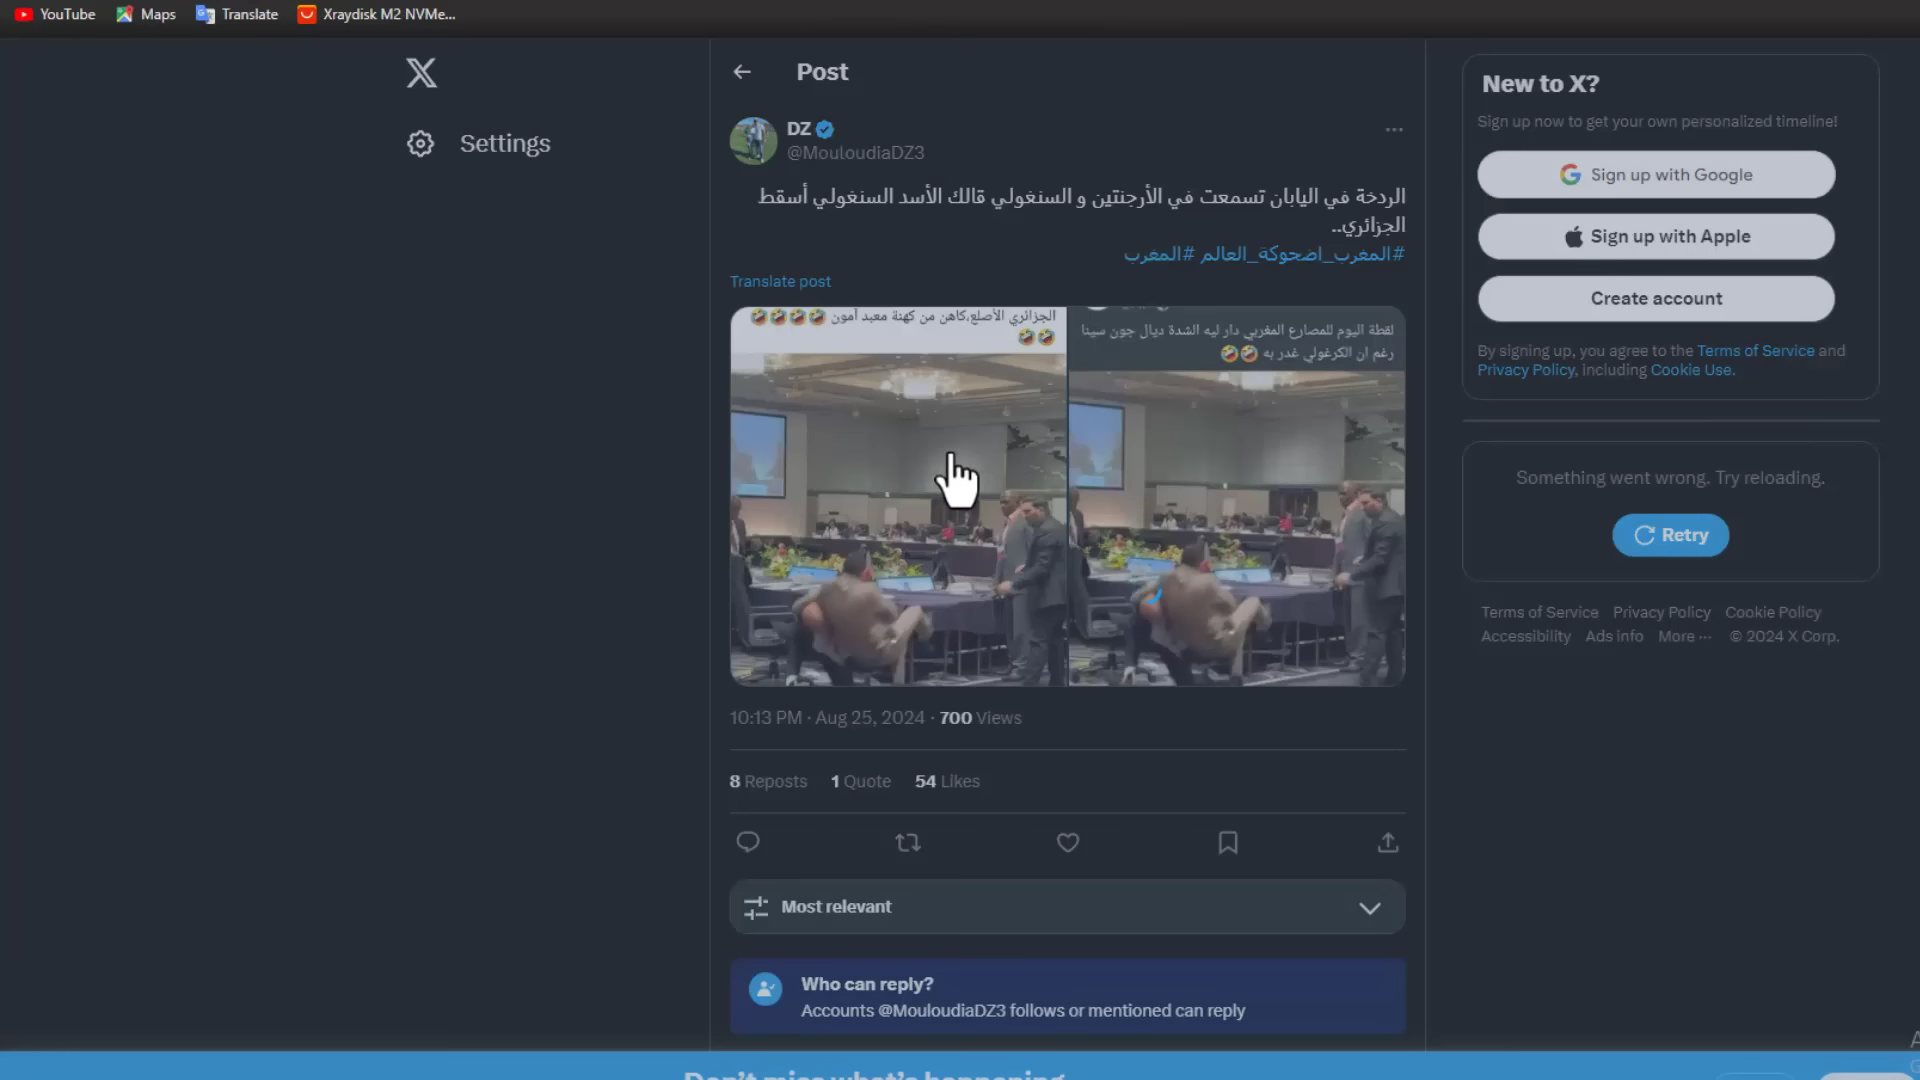 YouTube
Maps
Translate
Xraydisk M2 NVMe...
Settings
Post
DZ
@MouloudiaDZ3
الردخة في اليابان تسمعت في الأرجنتين و السنغولي قالك الأسد السنغولي أسقط
الجزائري..
#المغرب_اضحوكة_العالم #المغرب
Translate post
الجزائري الأصلع،كاهن من كهنة معبد آمون 🤣🤣🤣🤣
🤣🤣
لقطة اليوم للمصارع المغربي دار ليه الشدة ديال جون سينا
رغم ان الكرغولي غدر به 🤣🤣
10:13 PM · Aug 25, 2024 · 700 Views
8 Reposts 1 Quote 54 Likes
Most relevant
Who can reply?
Accounts @MouloudiaDZ3 follows or mentioned can reply
New to X?
Sign up now to get your own personalized timeline!
Sign up with Google
Sign up with Apple
Create account
By signing up, you agree to the Terms of Service and
Privacy Policy, including Cookie Use.
Something went wrong. Try reloading.
Retry
Terms of Service Privacy Policy Cookie Policy
Accessibility Ads info More ··· © 2024 X Corp.
Don't miss what's happening